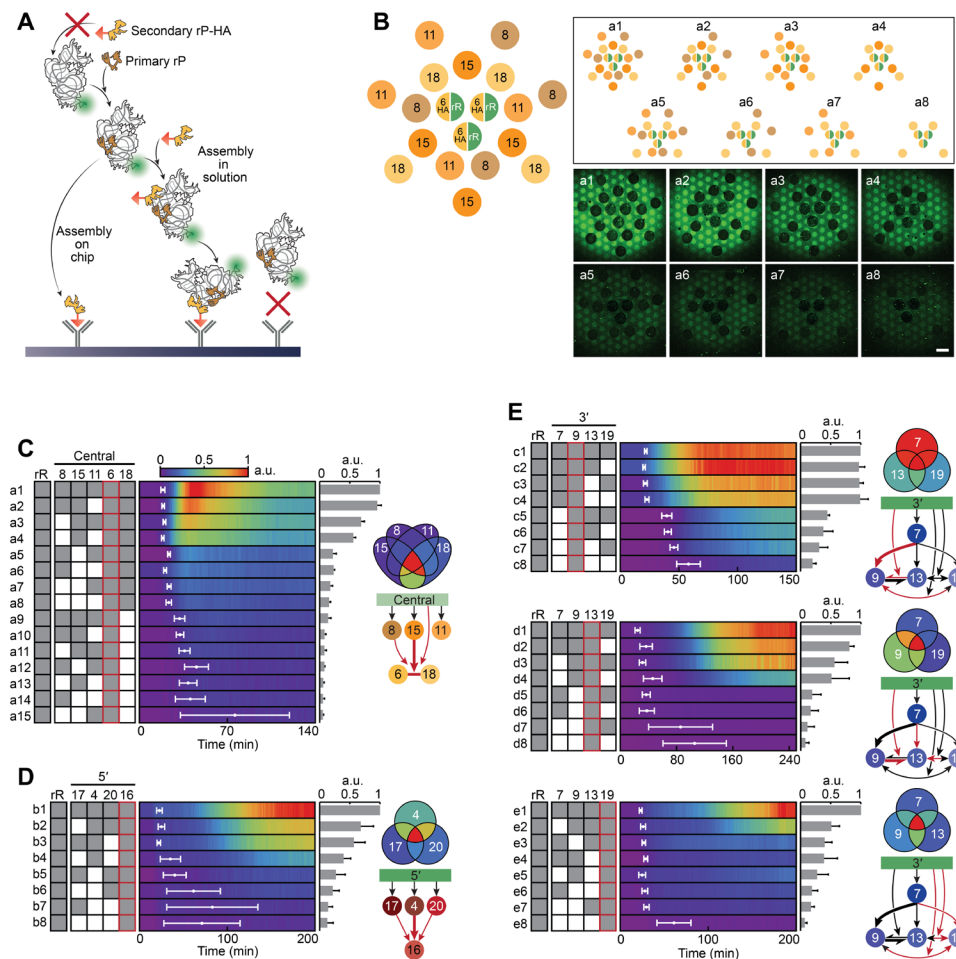 A
Secondary rP-HA
Primary rP
Assembly
in
solution
Assembly
on
chip
B
11
8
15
18
18
11
8
6
HA
rR
6
HA
rR
11
8
6
HA
rR
15
15
18
11
8
18
15
a1
a2
a3
a4
a5
a6
a7
a8
a1
a2
a3
a4
a5
a6
a7
a8
C
Central
rR
8
15
11
6
18
0
1
a.u.
a.u.
0
0.5
1
a1
a2
a3
a4
a5
a6
a7
a8
a9
a10
a11
a12
a13
a14
a15
0
70
140
Time (min)
8
11
15
18
Central
8
15
11
6
18
D
5′
rR
17
4
20
16
a.u.
0
0.5
1
b1
b2
b3
b4
b5
b6
b7
b8
0
100
200
Time (min)
4
17
20
5′
17
4
20
16
E
3′
rR
7
9
13
19
a.u.
0
0.5
1
c1
c2
c3
c4
c5
c6
c7
c8
0
50
100
150
7
13
19
3′
7
9
13
rR
7
9
13
19
a.u.
0
0.5
1
d1
d2
d3
d4
d5
d6
d7
d8
0
80
160
240
7
9
19
3′
7
9
13
rR
7
9
13
19
a.u.
0
0.5
1
e1
e2
e3
e4
e5
e6
e7
e8
0
100
200
Time (min)
7
9
13
3′
7
9
13